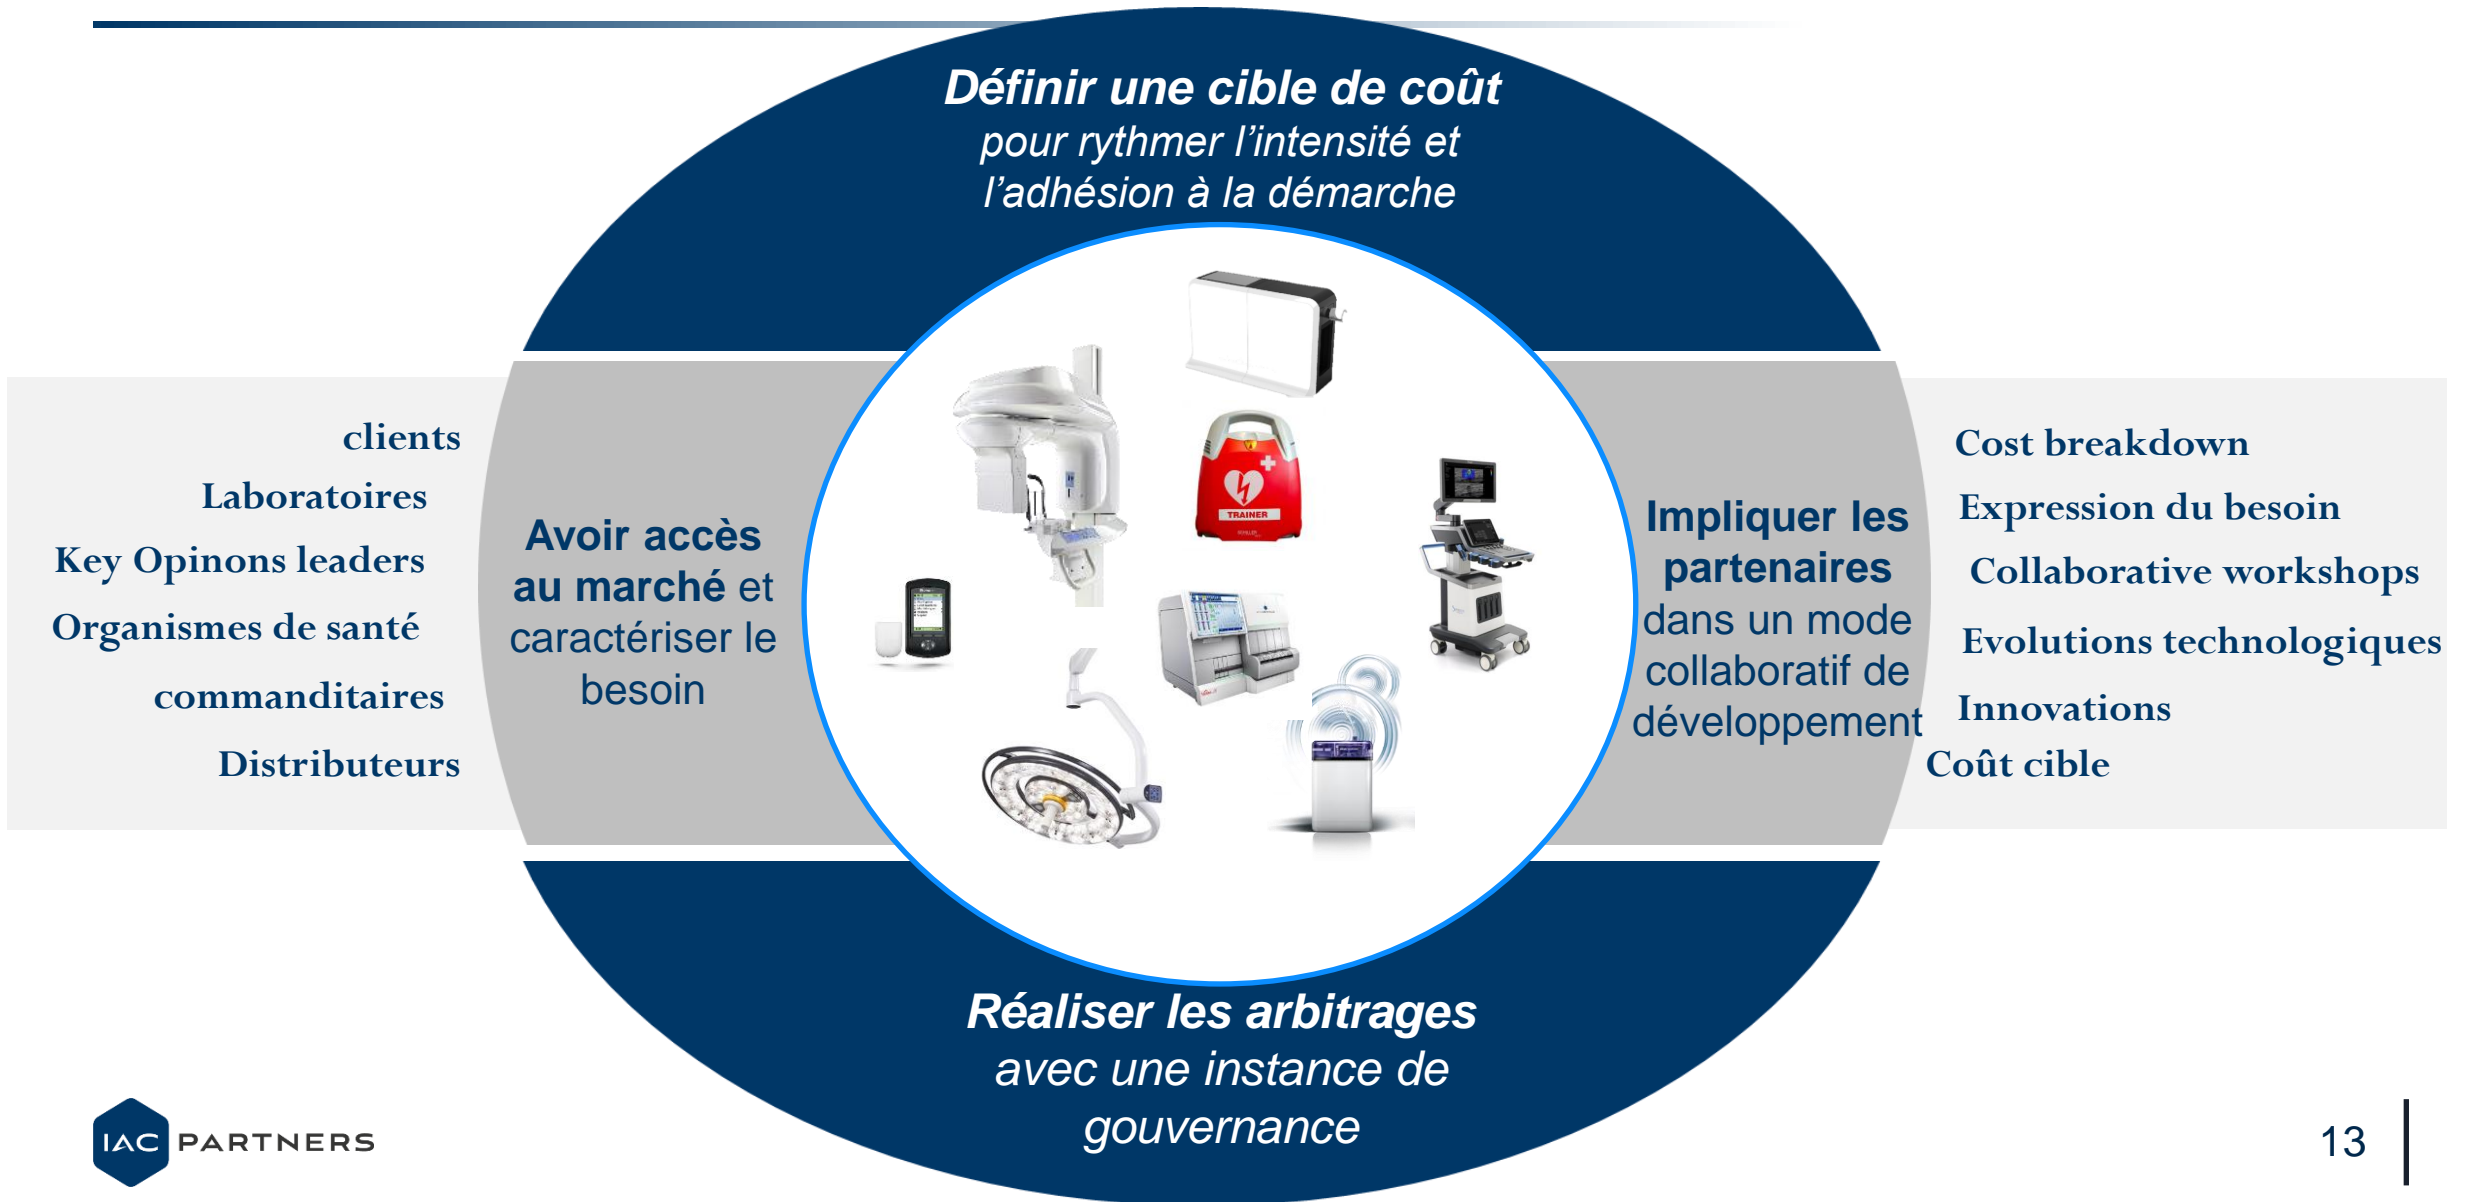 Définir une cible de coût
pour rythmer l’intensité et
l’adhésion à la démarche
clients
Laboratoires
Key Opinons leaders
Organismes de santé
commanditaires
Distributeurs
Avoir accès
au marché et
caractériser le
besoin
TRAINER
Impliquer les
partenaires
dans un mode
collaboratif de
développement
Cost breakdown
Expression du besoin
Collaborative workshops
Evolutions technologiques
Innovations
Coût cible
Réaliser les arbitrages
avec une instance de
gouvernance
IAC PARTNERS
13